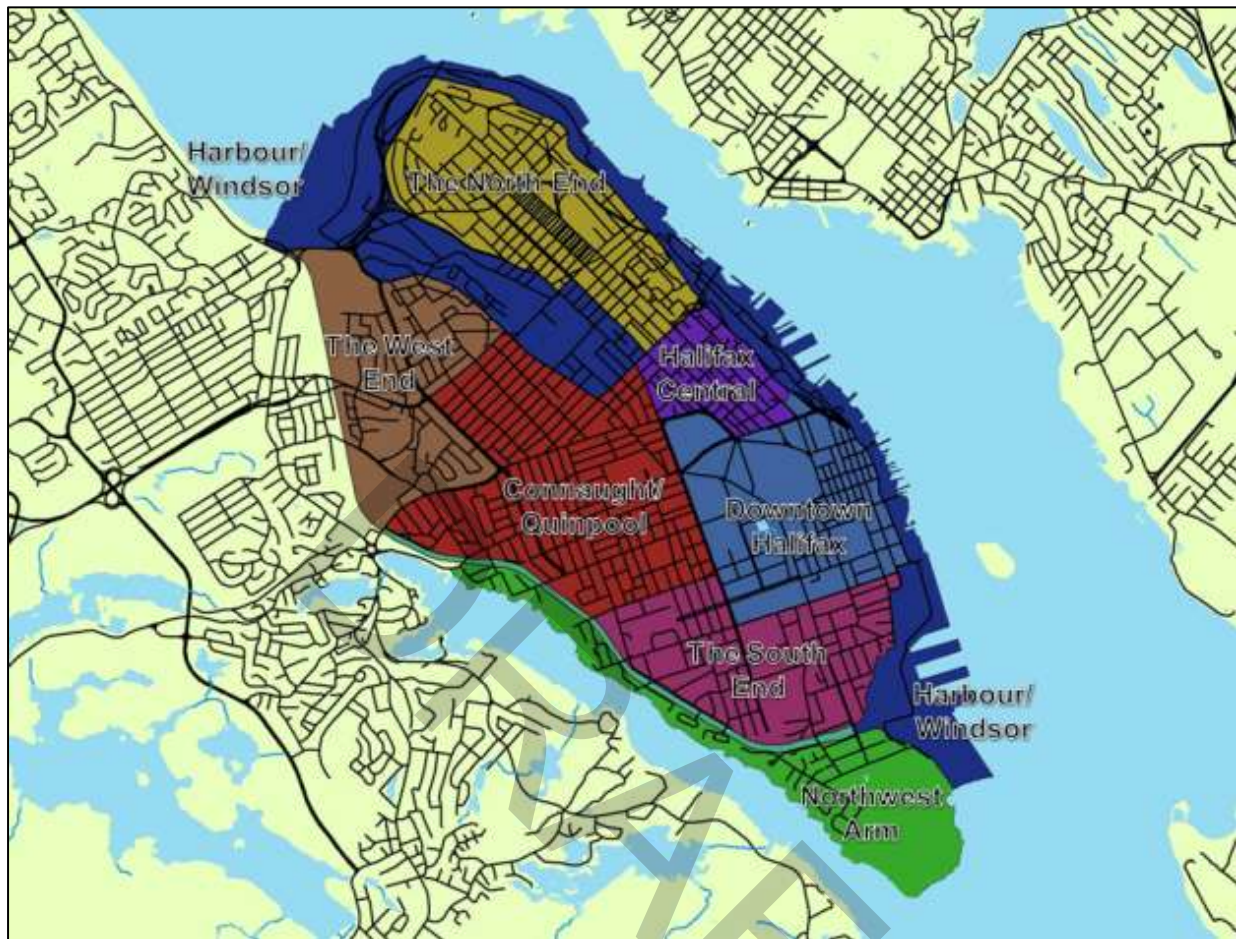 Harbour/
Windsor
The North End
The West
End
Halifax
Central
Connaught/
Quinpool
Downtown
Halifax
The South
End
Harbour/
Windsor
Northwest
Arm
DRAF